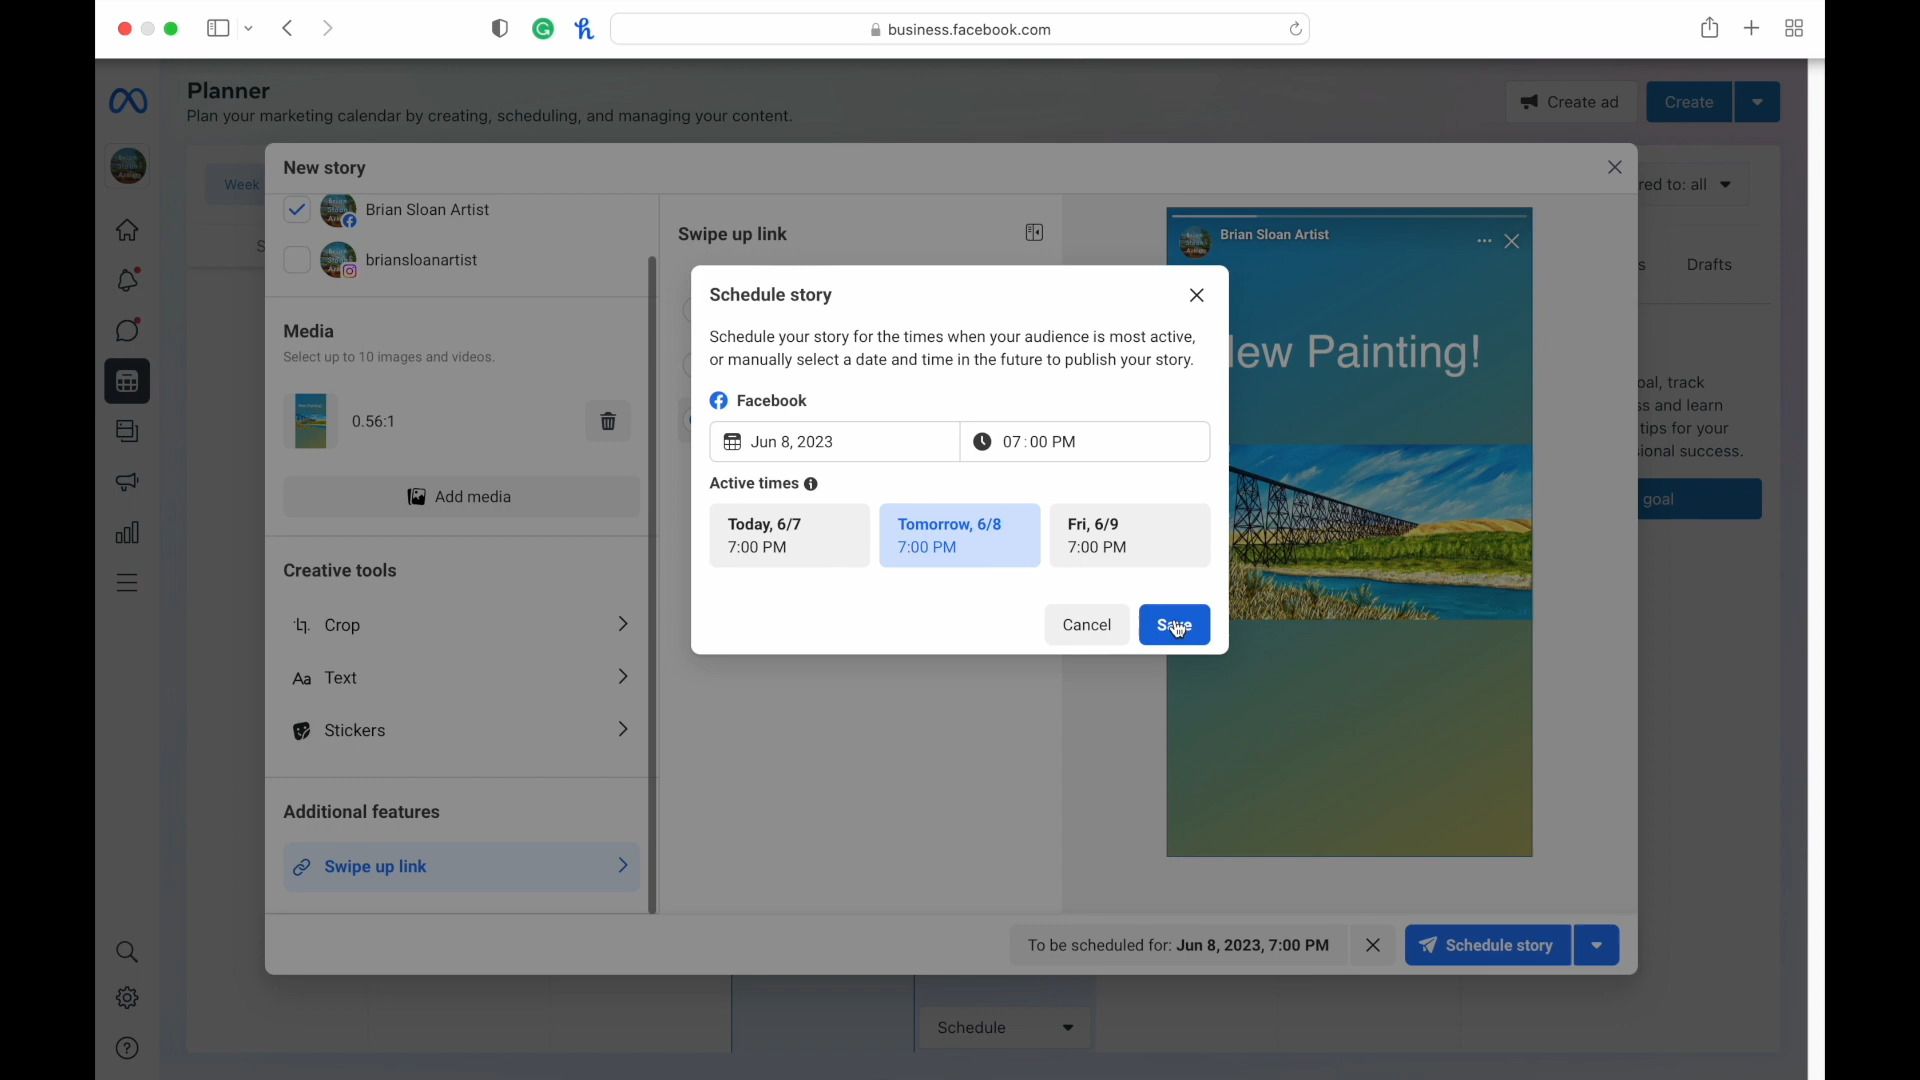 business.facebook.com
Planner
Plan your marketing calendar by creating, scheduling, and managing your content.
Create ad
Create
Week
red to: all
New story
Brian Sloan Artist
briansloanartist
Media
Select up to 10 images and videos.
0.56:1
Add media
Creative tools
Crop
Aa Text
Stickers
Additional features
Swipe up link
Swipe up link
Schedule story
Schedule your story for the times when your audience is most active,
or manually select a date and time in the future to publish your story.
Facebook
Jun 8, 2023
07:00 PM
Active times
Today, 6/7
7:00 PM
Tomorrow, 6/8
7:00 PM
Fri, 6/9
7:00 PM
Cancel
Save
Brian Sloan Artist
ew Painting!
s
Drafts
oal, track
ss and learn
tips for your
ional success.
goal
To be scheduled for: Jun 8, 2023, 7:00 PM
Schedule story
Schedule